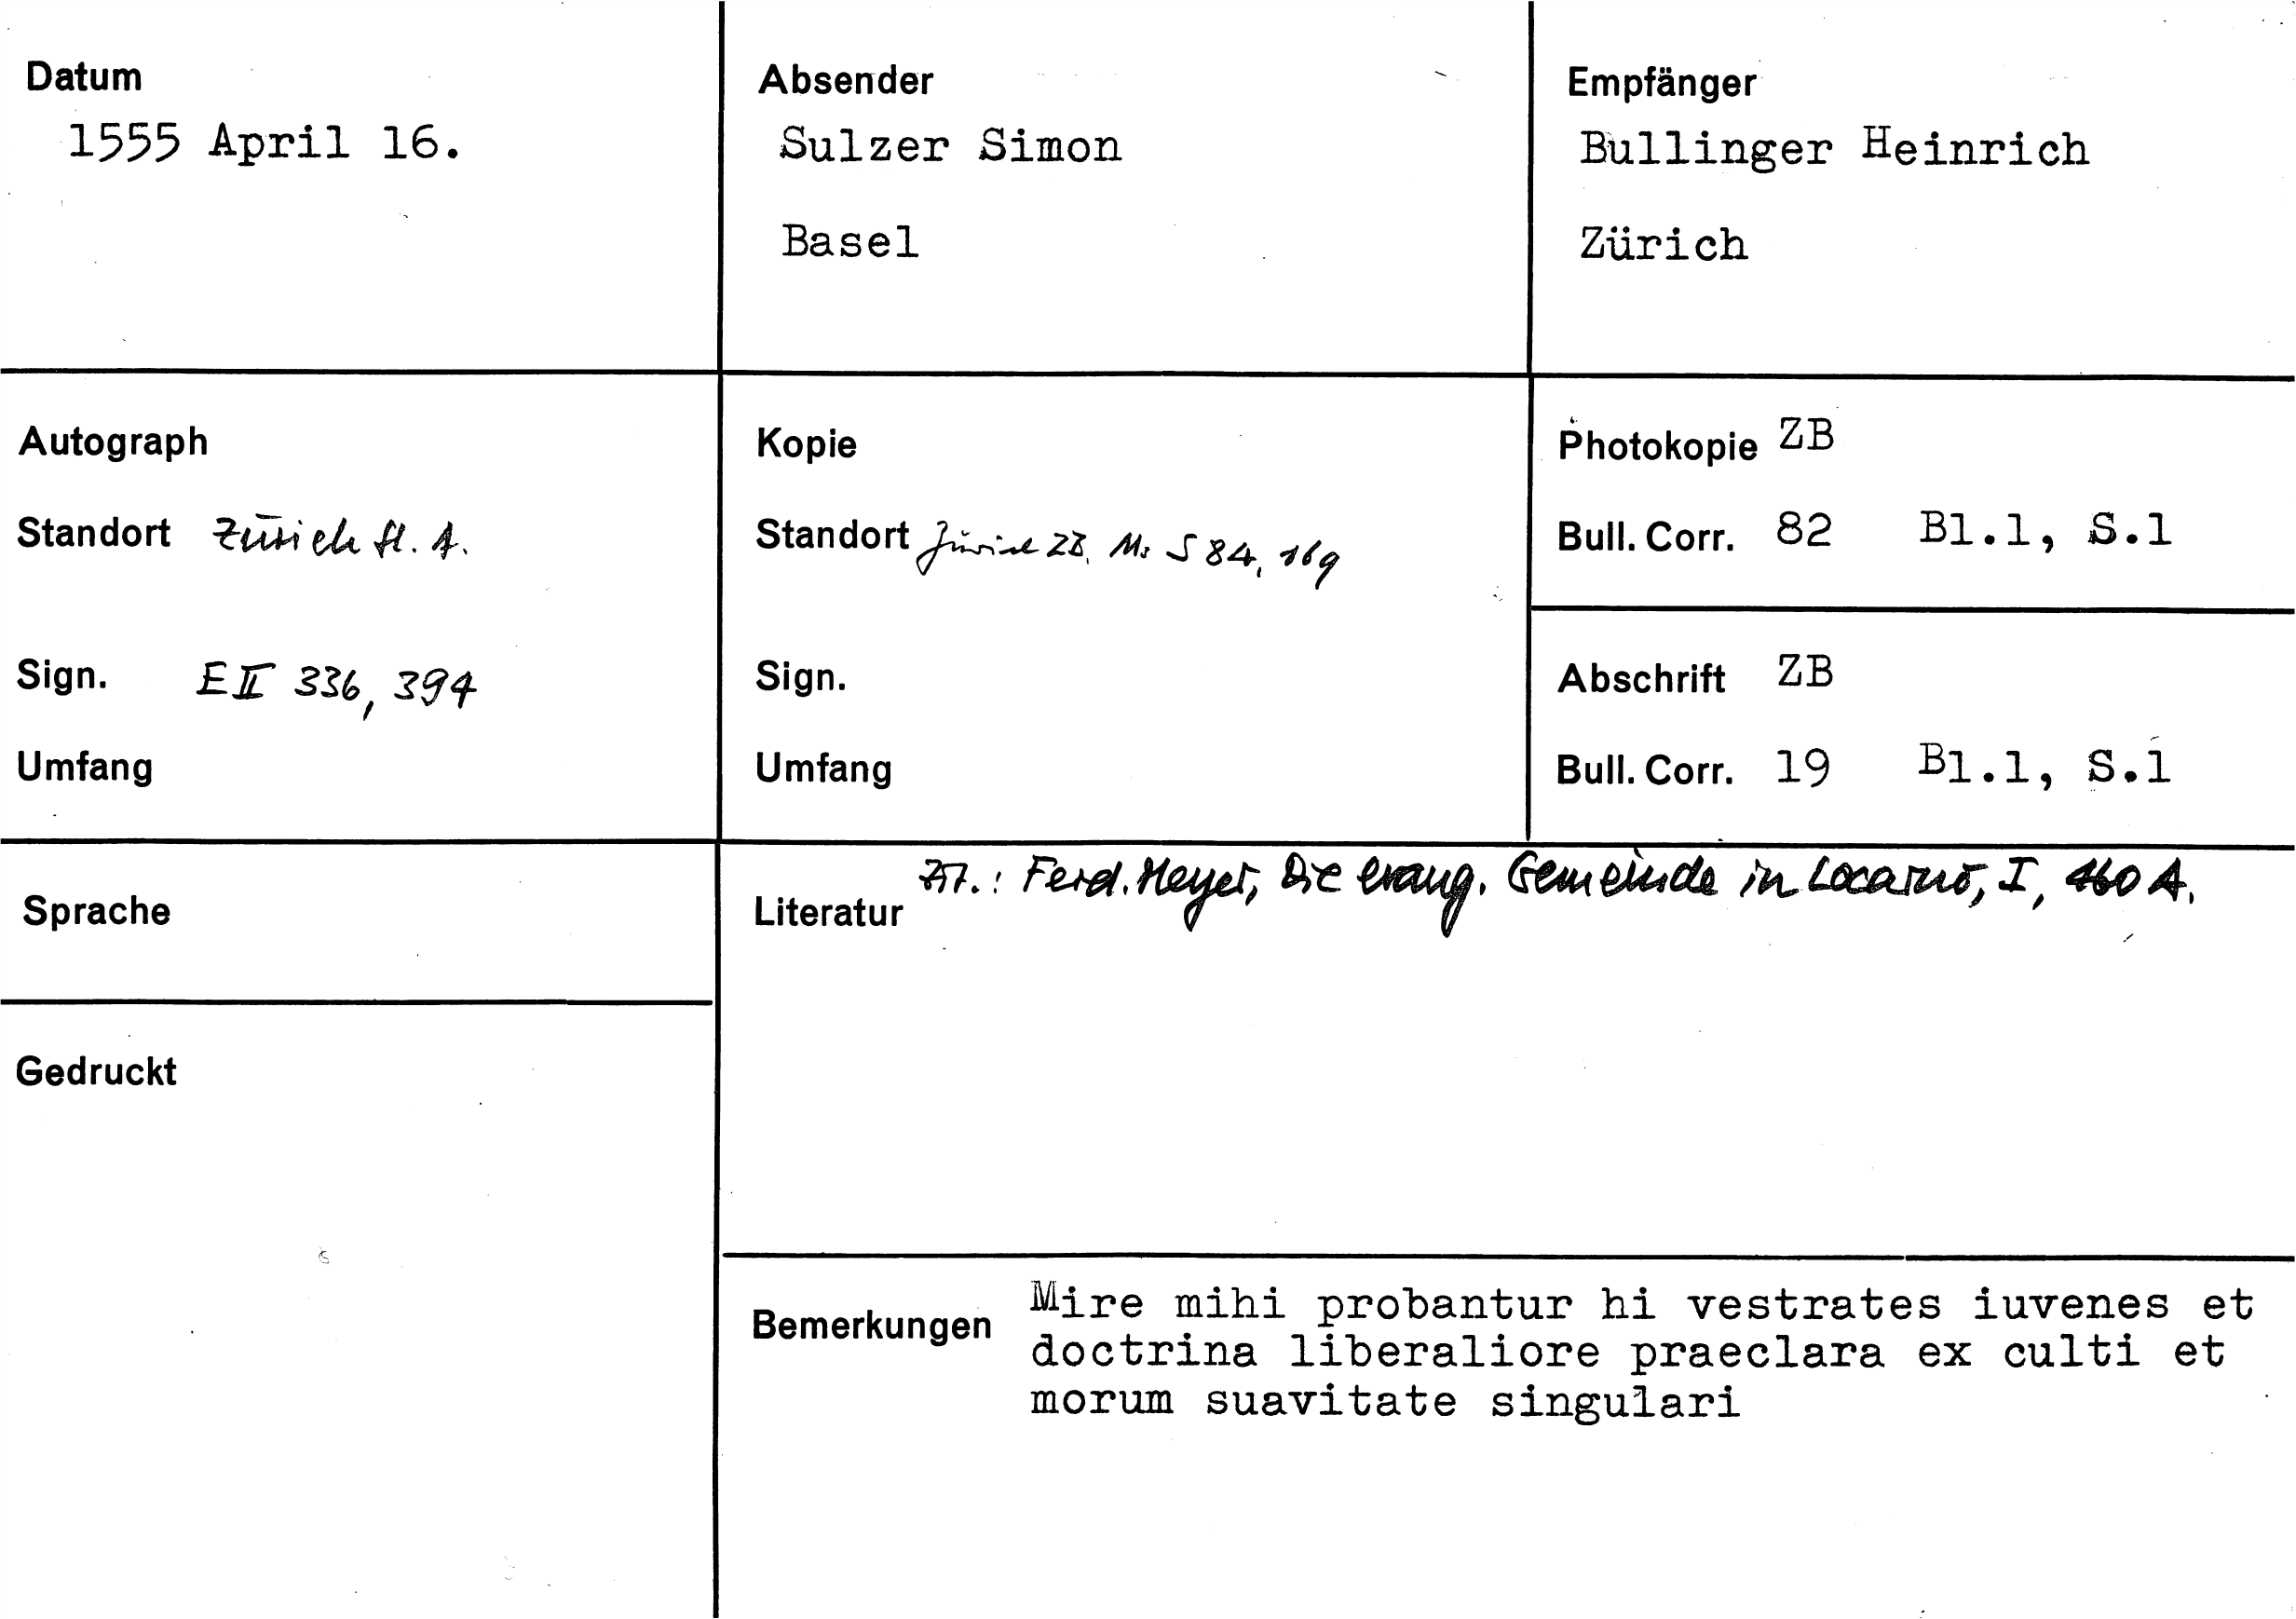 Datum
1555 April 16.
Absender
Sulzer Simon
Basel
Empfänger
Bullinger Heinrich
Zürich
Autograph
Standort Zürich St. A.
Sign. E II 336, 394
Umfang
Kopie
Standort Zürich ZB, Ms S 84, 169
Sign.
Umfang
Photokopie ZB
Bull. Corr. 82 Bl.1, S.1
Abschrift ZB
Bull. Corr. 19 Bl.1, S.1
Sprache
Gedruckt
Literatur Zit.: Ferd. Meyer, Die evang. Gemeinde in Locarno, I, 460 A.
Bemerkungen Mire mihi probantur hi vestrates iuvenes et
doctrina liberaliore praeclara ex culti et
morum suavitate singulari